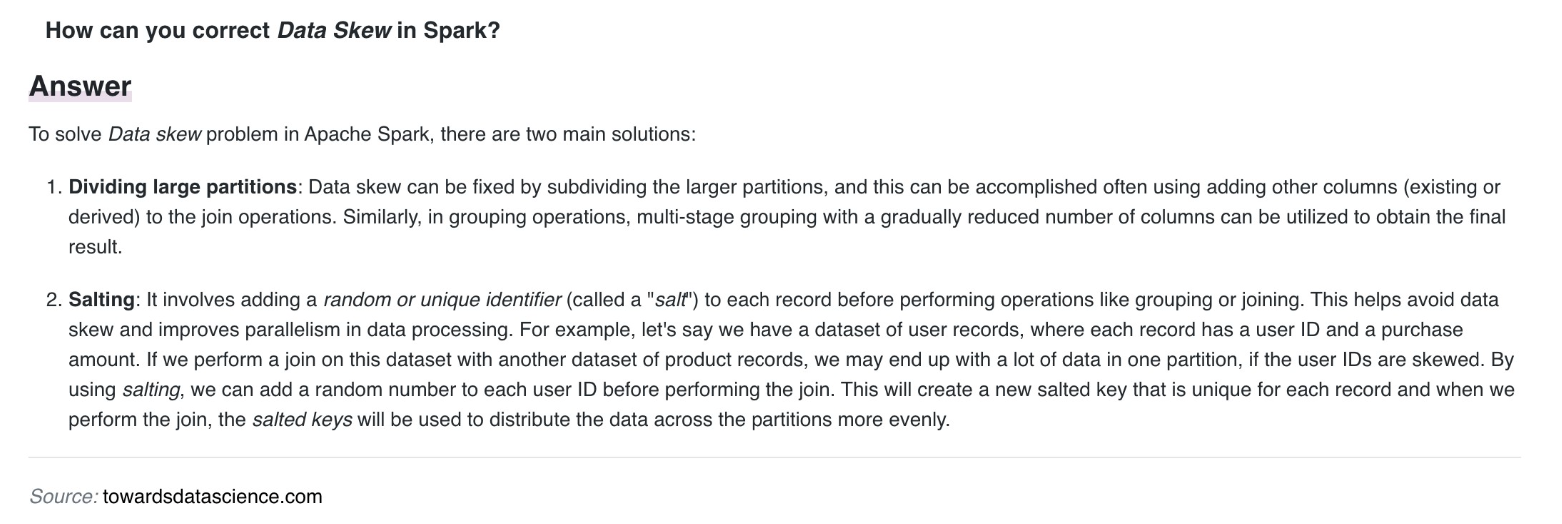 How can you correct Data Skew in Spark?
Answer
To solve Data skew problem in Apache Spark, there are two main solutions:
1. Dividing large partitions: Data skew can be fixed by subdividing the larger partitions, and this can be accomplished often using adding other columns (existing or
derived) to the join operations. Similarly, in grouping operations, multi-stage grouping with a gradually reduced number of columns can be utilized to obtain the final
result.
2. Salting: It involves adding a random or unique identifier (called a "salt") to each record before performing operations like grouping or joining. This helps avoid data
skew and improves parallelism in data processing. For example, let's say we have a dataset of user records, where each record has a user ID and a purchase
amount. If we perform a join on this dataset with another dataset of product records, we may end up with a lot of data in one partition, if the user IDs are skewed. By
using salting, we can add a random number to each user ID before performing the join. This will create a new salted key that is unique for each record and when we
perform the join, the salted keys will be used to distribute the data across the partitions more evenly.
Source: towardsdatascience.com